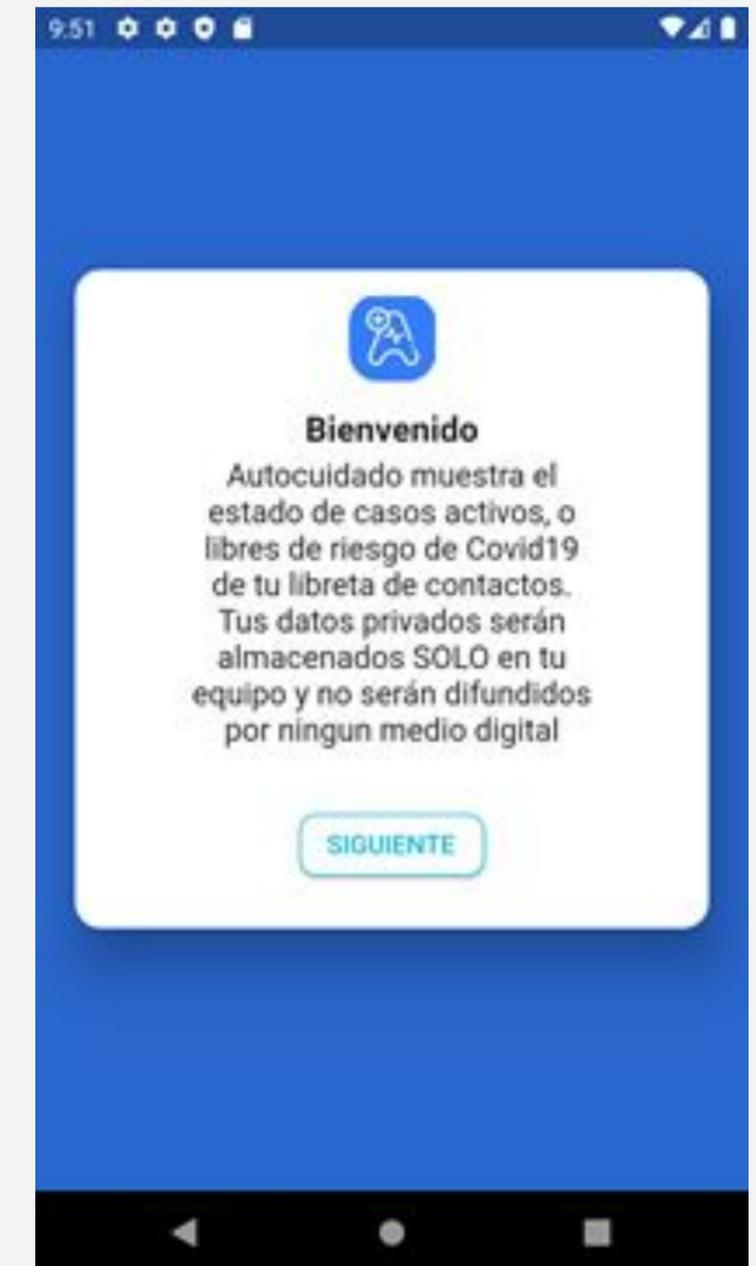 9:51
Bienvenido
Autocuidado muestra el
estado de casos activos, o
libres de riesgo de Covid19
de tu libreta de contactos.
Tus datos privados serán
almacenados SOLO en tu
equipo y no serán difundidos
por ningun medio digital
SIGUIENTE